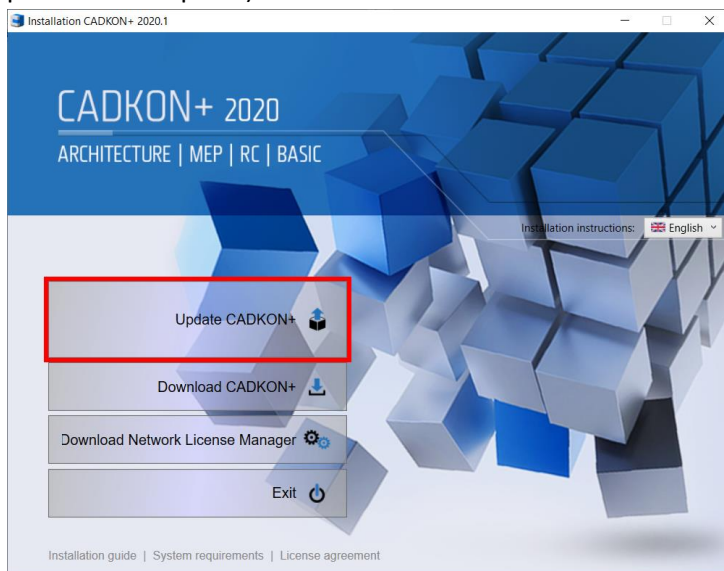 Installation CADKON+ 2020.1
CADKON+ 2020
ARCHITECTURE | MEP | RC | BASIC
Installation instructions: English
Update CADKON+
Download CADKON+
Download Network License Manager
Exit
Installation guide | System requirements | License agreement